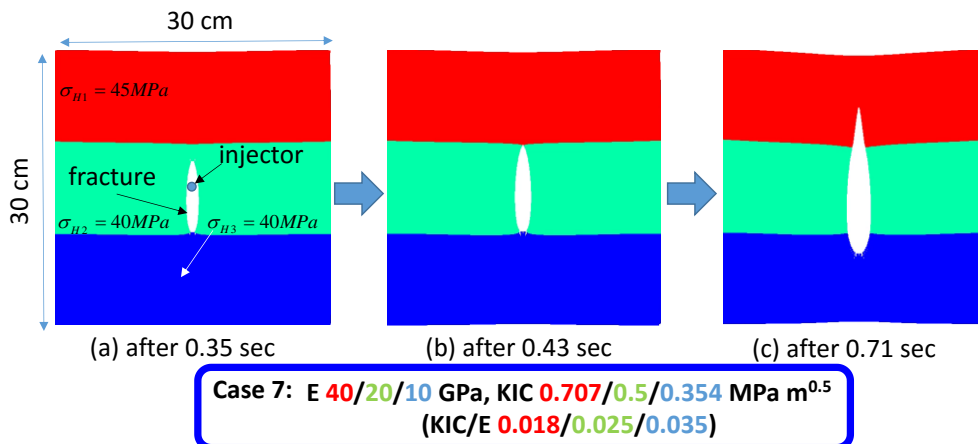 30 cm
30 cm
σH1 = 45MPa
injector
fracture
σH2 = 40MPa
σH3 = 40MPa
(a) after 0.35 sec
(b) after 0.43 sec
(c) after 0.71 sec
Case 7: E 40/20/10 GPa, KIC 0.707/0.5/0.354 MPa m^0.5
(KIC/E 0.018/0.025/0.035)